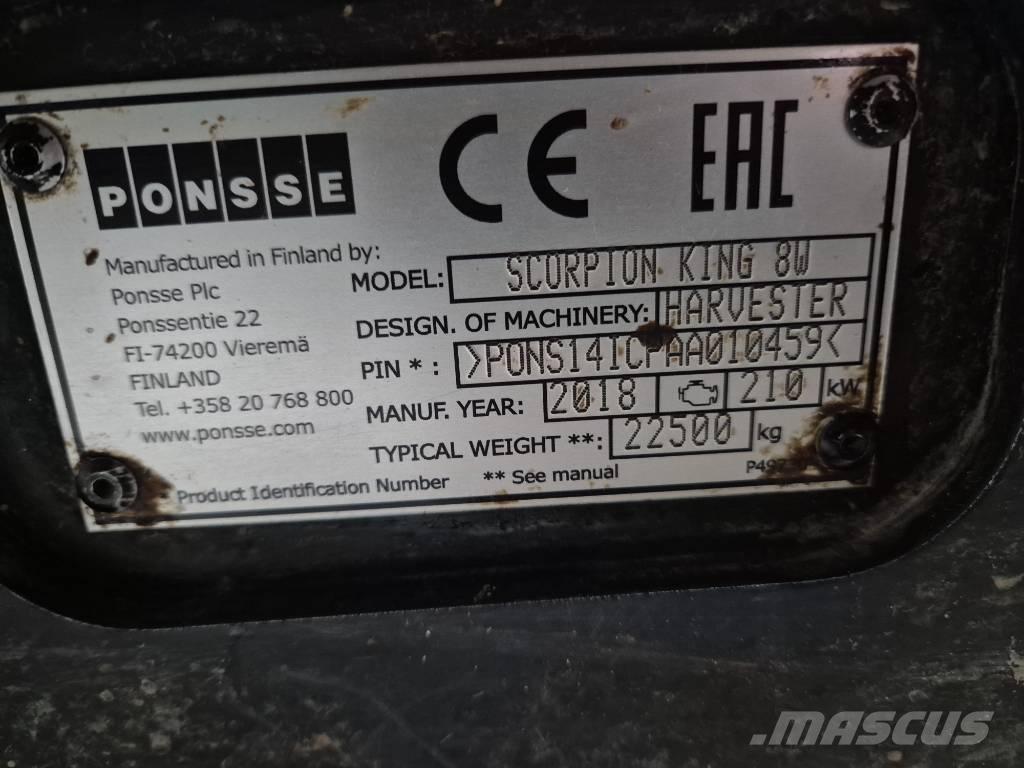 PONSSE
CE EAC
Manufactured in Finland by:
Ponsse Plc
Ponssentie 22
FI-74200 Vieremä
FINLAND
Tel. +358 20 768 800
www.ponsse.com
MODEL: SCORPION KING 8W
DESIGN. OF MACHINERY: HARVESTER
PIN * : >PONS14ICPAA010459<
MANUF. YEAR: 2018 210 kW
TYPICAL WEIGHT **: 22500 kg
Product Identification Number ** See manual
MASCUS